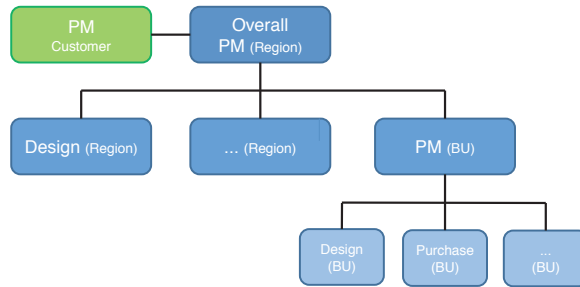 PM
Customer
Overall
PM (Region)
Design (Region)
... (Region)
PM (BU)
Design
(BU)
Purchase
(BU)
...
(BU)